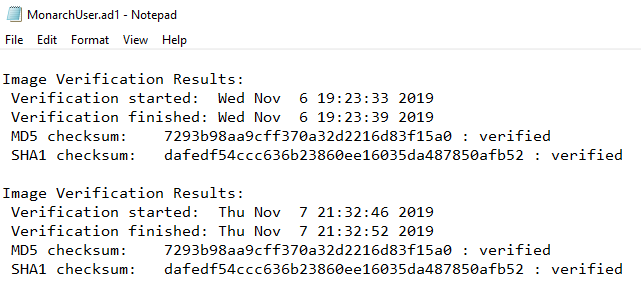 MonarchUser.ad1 - Notepad
File Edit Format View Help
Image Verification Results:
Verification started: Wed Nov 6 19:23:33 2019
Verification finished: Wed Nov 6 19:23:39 2019
MD5 checksum: 7293b98aa9cff370a32d2216d83f15a0 : verified
SHA1 checksum: dafedf54ccc636b23860ee16035da487850afb52 : verified
Image Verification Results:
Verification started: Thu Nov 7 21:32:46 2019
Verification finished: Thu Nov 7 21:32:52 2019
MD5 checksum: 7293b98aa9cff370a32d2216d83f15a0 : verified
SHA1 checksum: dafedf54ccc636b23860ee16035da487850afb52 : verified